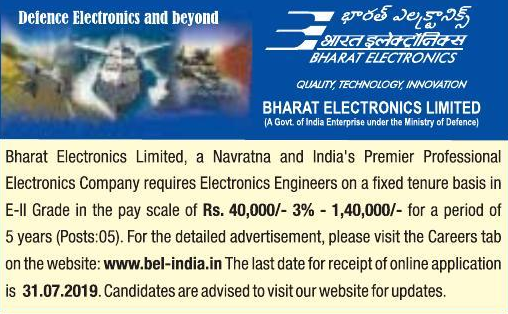 Defence Electronics and beyond
భారత్ ఎలక్ట్రానిక్స్
भारत इलेक्ट्रॉनिक्स
BHARAT ELECTRONICS
QUALITY, TECHNOLOGY, INNOVATION
BHARAT ELECTRONICS LIMITED
(A Govt. of India Enterprise under the Ministry of Defence)
Bharat Electronics Limited, a Navratna and India's Premier Professional
Electronics Company requires Electronics Engineers on a fixed tenure basis in
E-II Grade in the pay scale of Rs. 40,000/- 3% - 1,40,000/- for a period of
5 years (Posts:05). For the detailed advertisement, please visit the Careers tab
on the website: www.bel-india.in The last date for receipt of online application
is 31.07.2019. Candidates are advised to visit our website for updates.